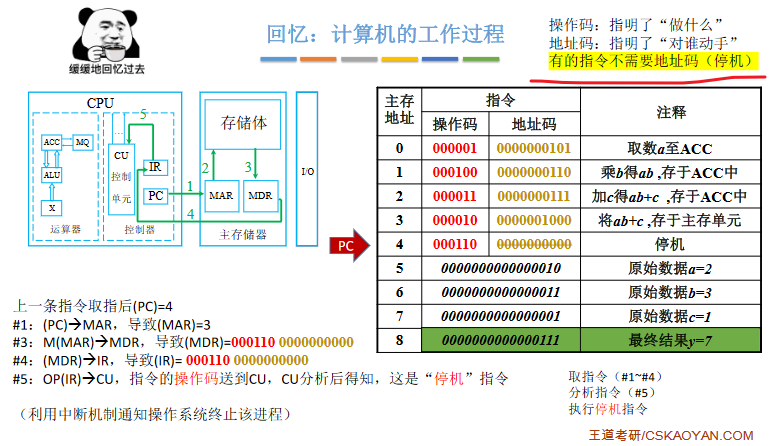 回忆：计算机的工作过程
操作码：指明了“做什么”
地址码：指明了“对谁动手”
有的指令不需要地址码（停机）
缓缓地回忆过去
CPU
ACC
MQ
ALU
X
运算器
CU
控制
单元
IR
PC
控制器
5
1
2
3
4
存储体
MAR
MDR
主存储器
I/O
PC
主存地址 指令 注释
操作码 地址码
0 000001 0000000101 取数a至ACC
1 000100 0000000110 乘b得ab ,存于ACC中
2 000011 0000000111 加c得ab+c ,存于ACC中
3 000010 0000001000 将ab+c ,存于主存单元
4 000110 0000000000 停机
5 0000000000000010 原始数据a=2
6 0000000000000011 原始数据b=3
7 0000000000000001 原始数据c=1
8 0000000000000111 最终结果y=7
上一条指令取指后(PC)=4
#1：(PC)→MAR，导致(MAR)=3
#3：M(MAR)→MDR，导致(MDR)=000110 0000000000
#4：(MDR)→IR，导致(IR)= 000110 0000000000
#5：OP(IR)→CU，指令的操作码送到CU，CU分析后得知，这是“停机”指令
（利用中断机制通知操作系统终止该进程）
取指令（#1~#4）
分析指令（#5）
执行停机指令
王道考研/CSKAOYAN.COM